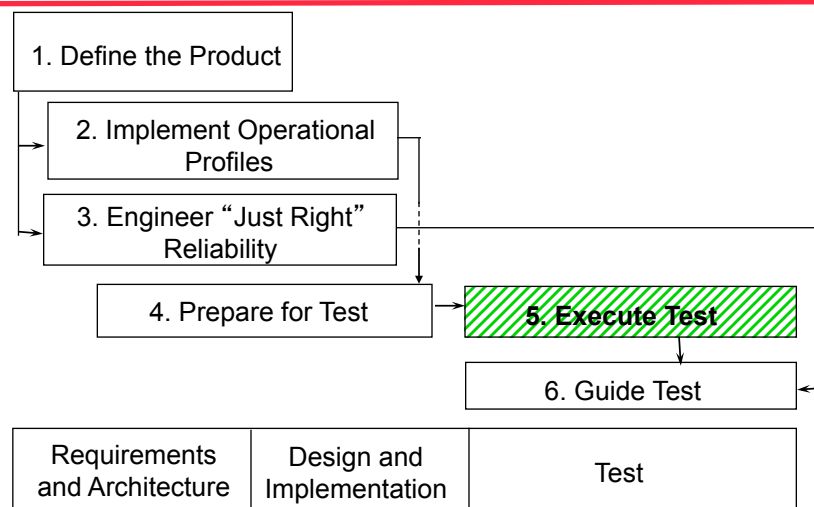 1. Define the Product
2. Implement Operational
Profiles
3. Engineer “Just Right”
Reliability
4. Prepare for Test
5. Execute Test
6. Guide Test
Requirements
and Architecture
Design and
Implementation
Test